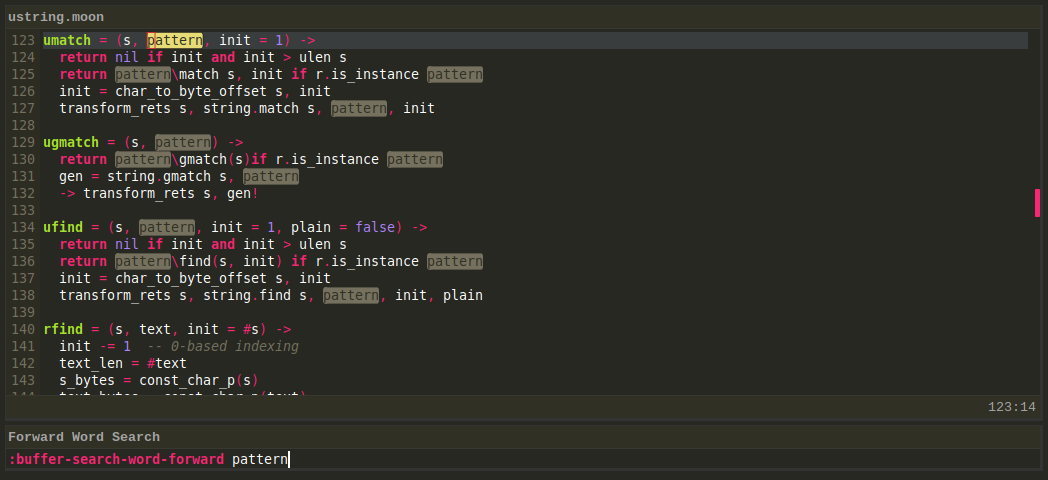 ustring.moon
123 umatch = (s, pattern, init = 1) ->
124   return nil if init and init > ulen s
125   return pattern\match s, init if r.is_instance pattern
126   init = char_to_byte_offset s, init
127   transform_rets s, string.match s, pattern, init
128
129 ugmatch = (s, pattern) ->
130   return pattern\gmatch(s)if r.is_instance pattern
131   gen = string.gmatch s, pattern
132   -> transform_rets s, gen!
133
134 ufind = (s, pattern, init = 1, plain = false) ->
135   return nil if init and init > ulen s
136   return pattern\find(s, init) if r.is_instance pattern
137   init = char_to_byte_offset s, init
138   transform_rets s, string.find s, pattern, init, plain
139
140 rfind = (s, text, init = #s) ->
141   init -= 1  -- 0-based indexing
142   text_len = #text
143   s_bytes = const_char_p(s)
123:14
Forward Word Search
:buffer-search-word-forward pattern